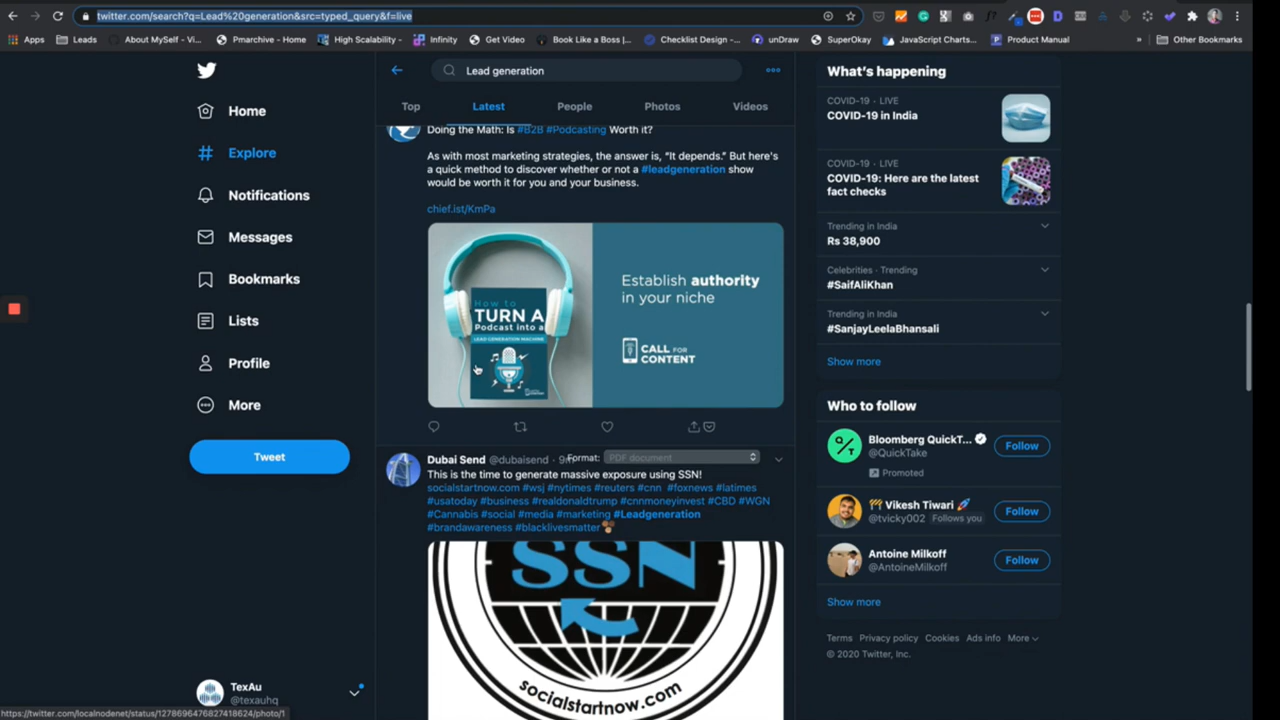 twitter.com/search?q=Lead%20generation&src=typed_query&f=live
Apps
Leads
About MySelf - Vi...
Pmarchive - Home
High Scalability -
Infinity
Get Video
Book Like a Boss |...
Checklist Design -...
unDraw
SuperOkay
JavaScript Charts...
Product Manual
»
Other Bookmarks
Home
Explore
Notifications
Messages
Bookmarks
Lists
Profile
More
Tweet
TexAu
@texauhq
Lead generation
Top
Latest
People
Photos
Videos
Doing the Math: Is #B2B #Podcasting Worth it?
As with most marketing strategies, the answer is, "It depends." But here's
a quick method to discover whether or not a #leadgeneration show
would be worth it for you and your business.
chief.ist/KmPa
How to
TURN A
Podcast into a
LEAD GENERATION MACHINE
Establish authority
in your niche
CALL FOR
CONTENT
Dubai Send @dubaisend · 9m
Format: PDF document
This is the time to generate massive exposure using SSN!
socialstartnow.com #wsj #nytimes #reuters #cnn #foxnews #latimes
#usatoday #business #realdonaldtrump #cnnmoneyinvest #CBD #WGN
#Cannabis #social #media #marketing #Leadgeneration
#brandawareness #blacklivesmatter
SSN
socialstartnow.com
What's happening
COVID-19 · LIVE
COVID-19 in India
COVID-19 · LIVE
COVID-19: Here are the latest
fact checks
Trending in India
Rs 38,900
Celebrities · Trending
#SaifAliKhan
Trending in India
#SanjayLeelaBhansali
Show more
Who to follow
Bloomberg QuickT...
@QuickTake
Follow
Promoted
Vikesh Tiwari
@tvicky002 Follows you
Follow
Antoine Milkoff
@AntoineMilkoff
Follow
Show more
Terms Privacy policy Cookies Ads info More
© 2020 Twitter, Inc.
https://twitter.com/localnodenet/status/1278696476827418624/photo/1